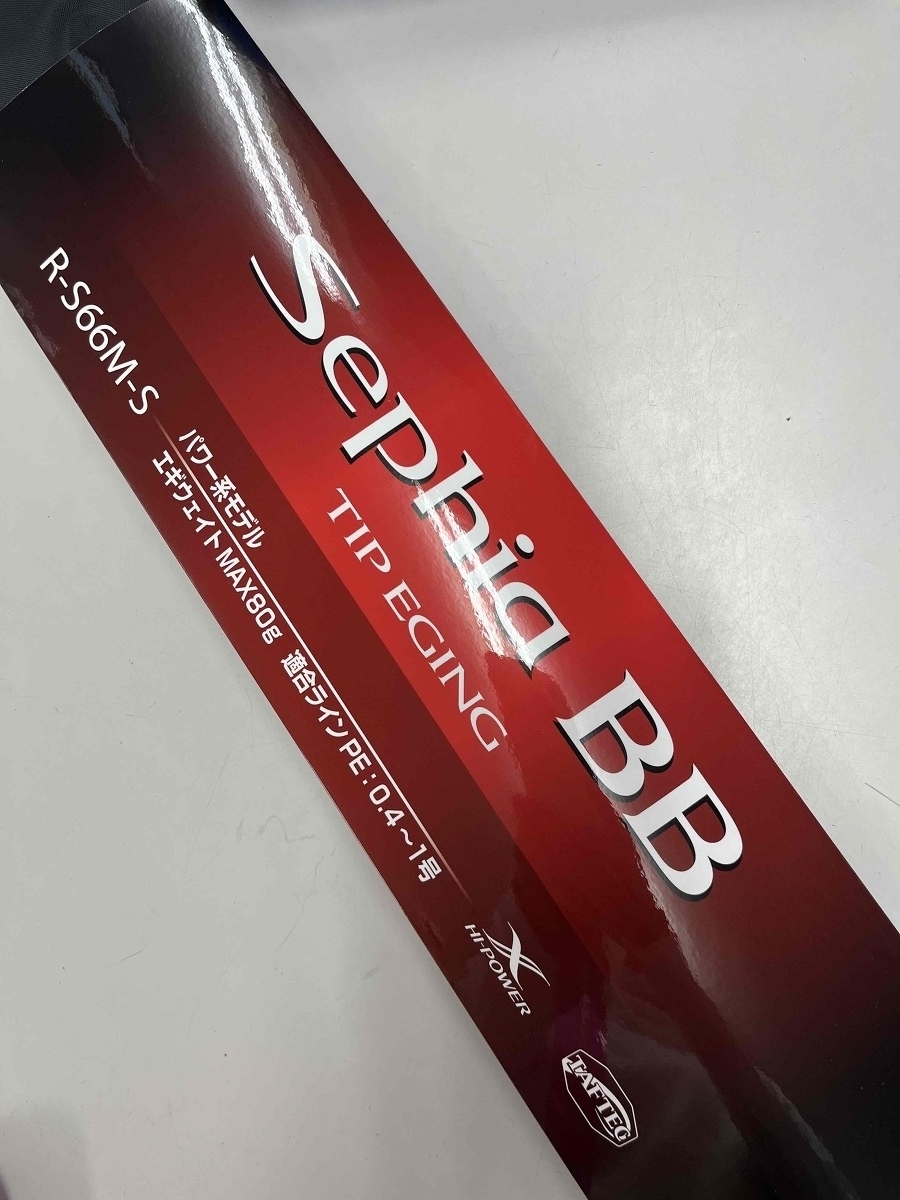 Sephia BB
TIP EGING
R-S66M-S
パワー系モデル
エギウェイトMAX80g 適合ラインPE:0.4～1号
X
HI-POWER
TAFTEC